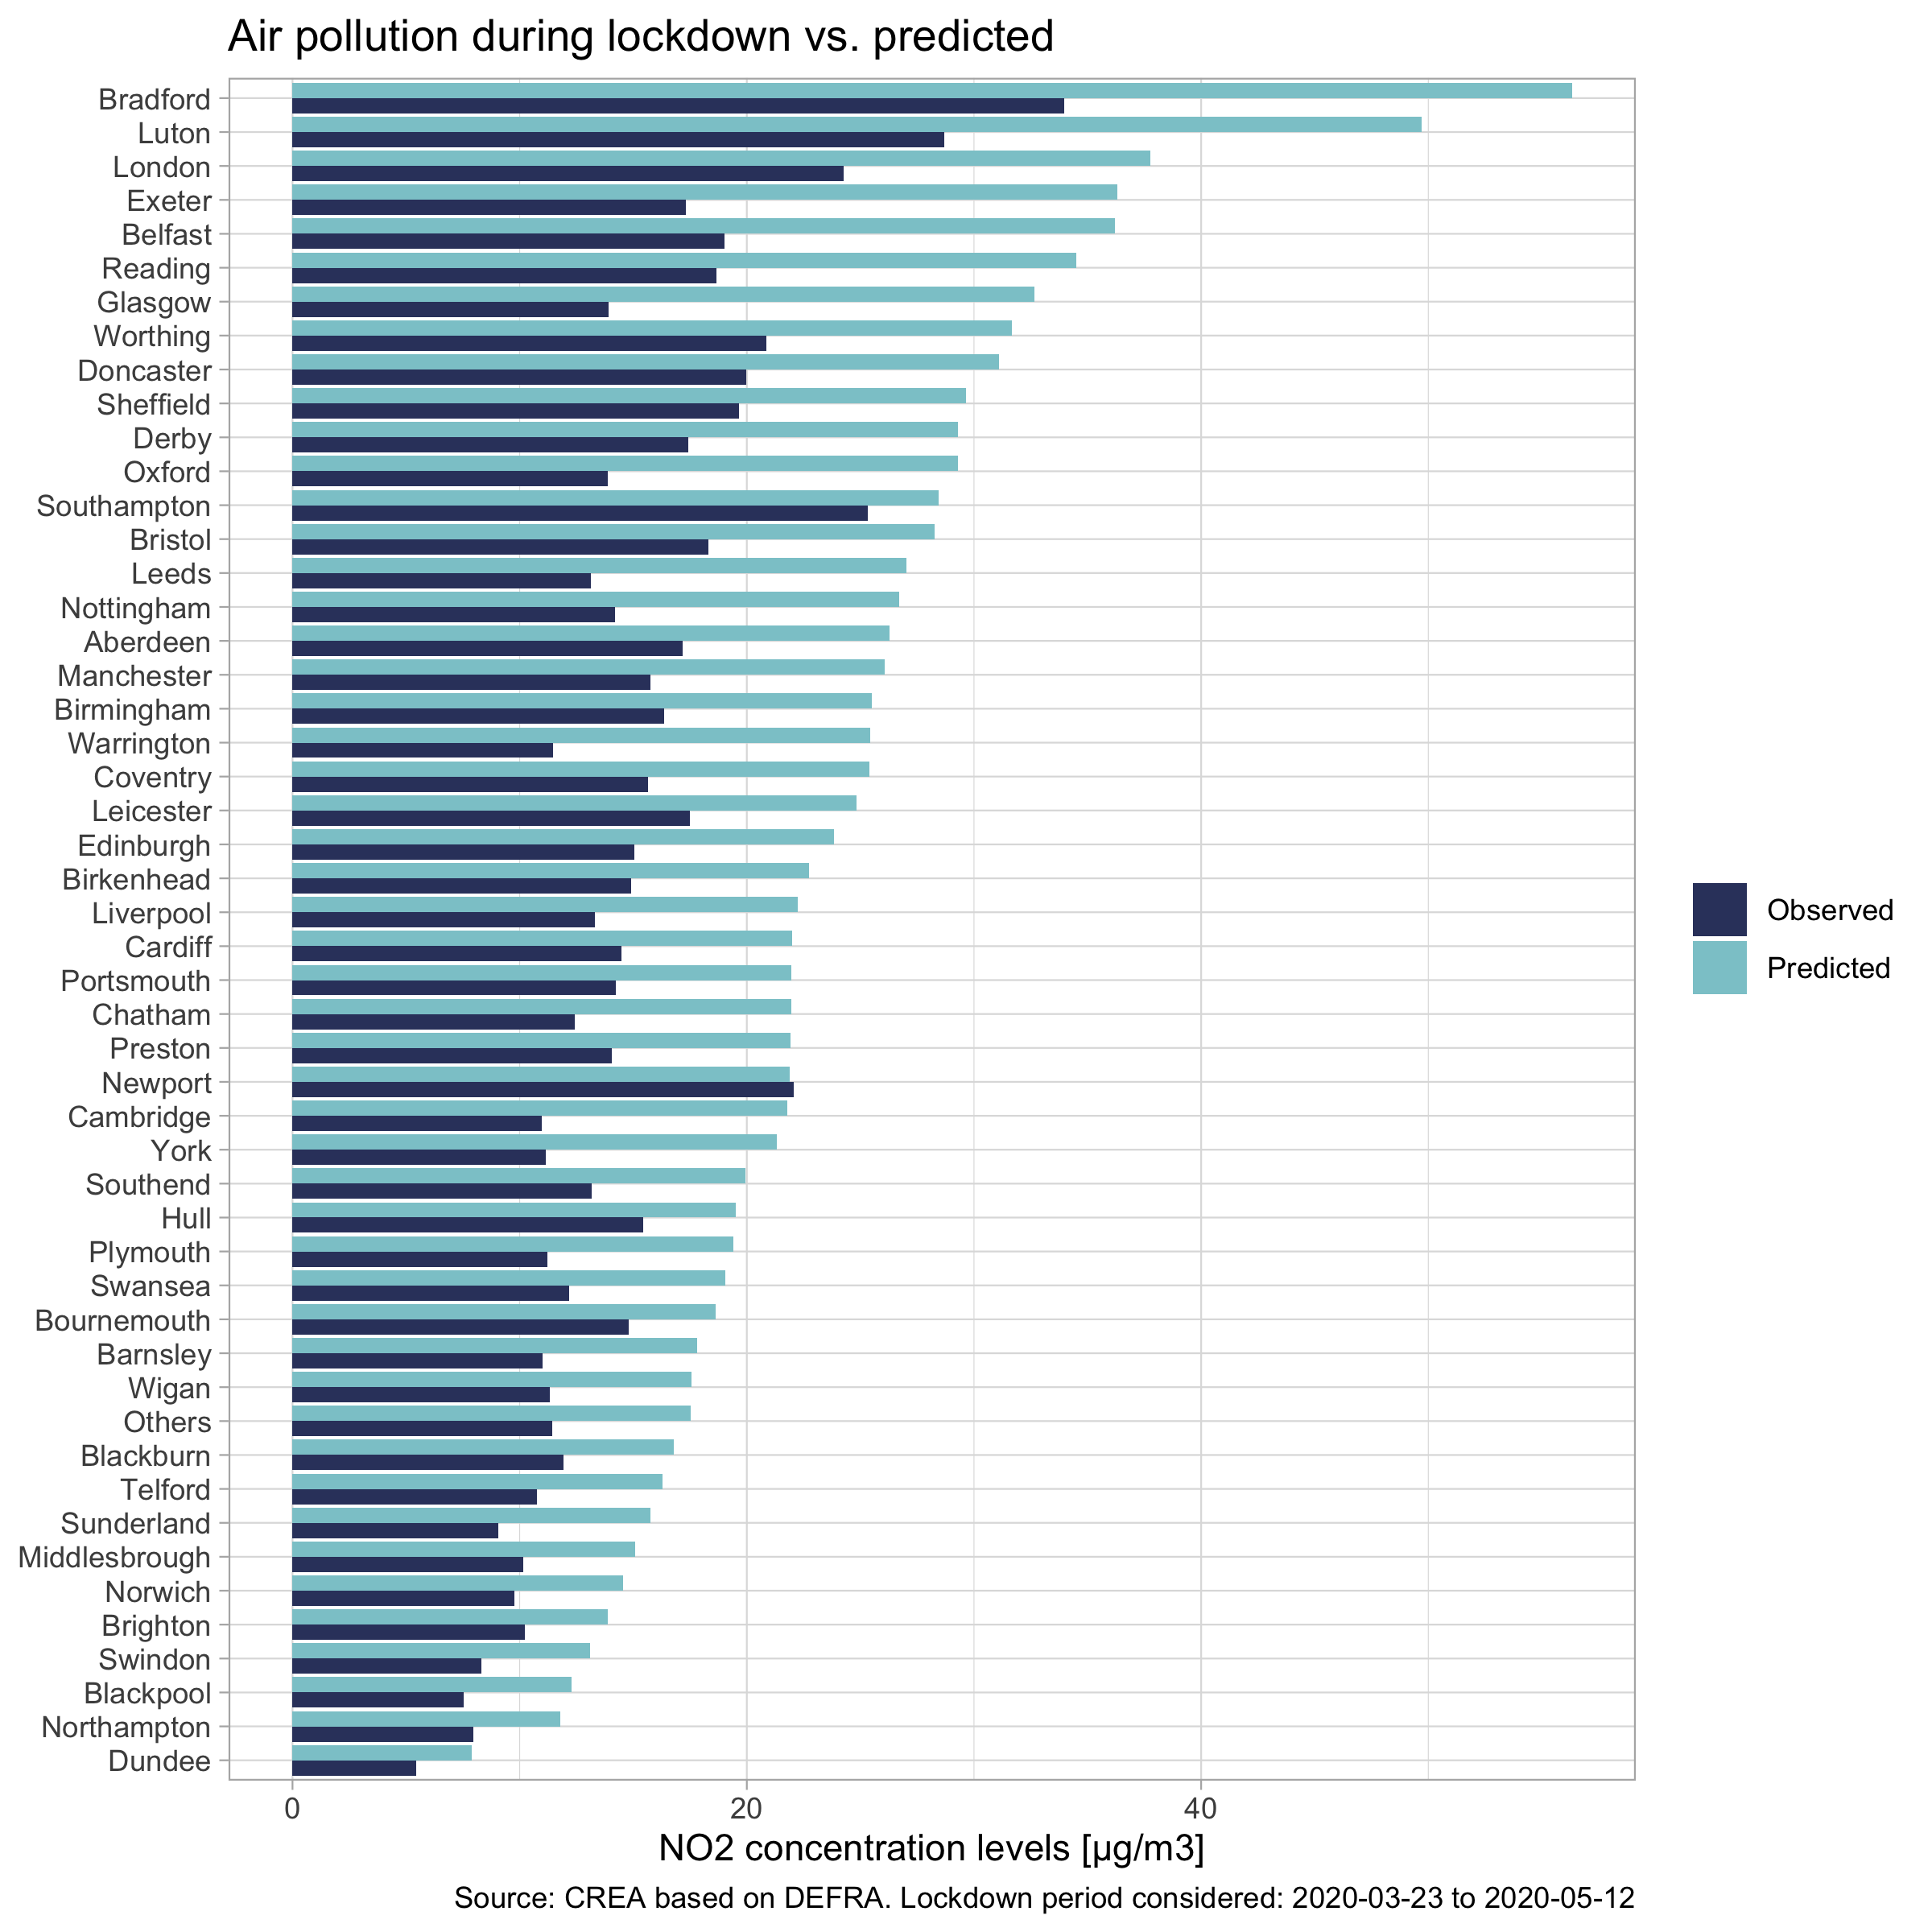 Air pollution during lockdown vs. predicted
Bradford
Luton
London
Exeter
Belfast
Reading
Glasgow
Worthing
Doncaster
Sheffield
Derby
Oxford
Southampton
Bristol
Leeds
Nottingham
Aberdeen
Manchester
Birmingham
Warrington
Coventry
Leicester
Edinburgh
Birkenhead
Liverpool
Cardiff
Portsmouth
Chatham
Preston
Newport
Cambridge
York
Southend
Hull
Plymouth
Swansea
Bournemouth
Barnsley
Wigan
Others
Blackburn
Telford
Sunderland
Middlesbrough
Norwich
Brighton
Swindon
Blackpool
Northampton
Dundee
Observed
Predicted
0 20 40
NO2 concentration levels [µg/m3]
Source: CREA based on DEFRA. Lockdown period considered: 2020-03-23 to 2020-05-12